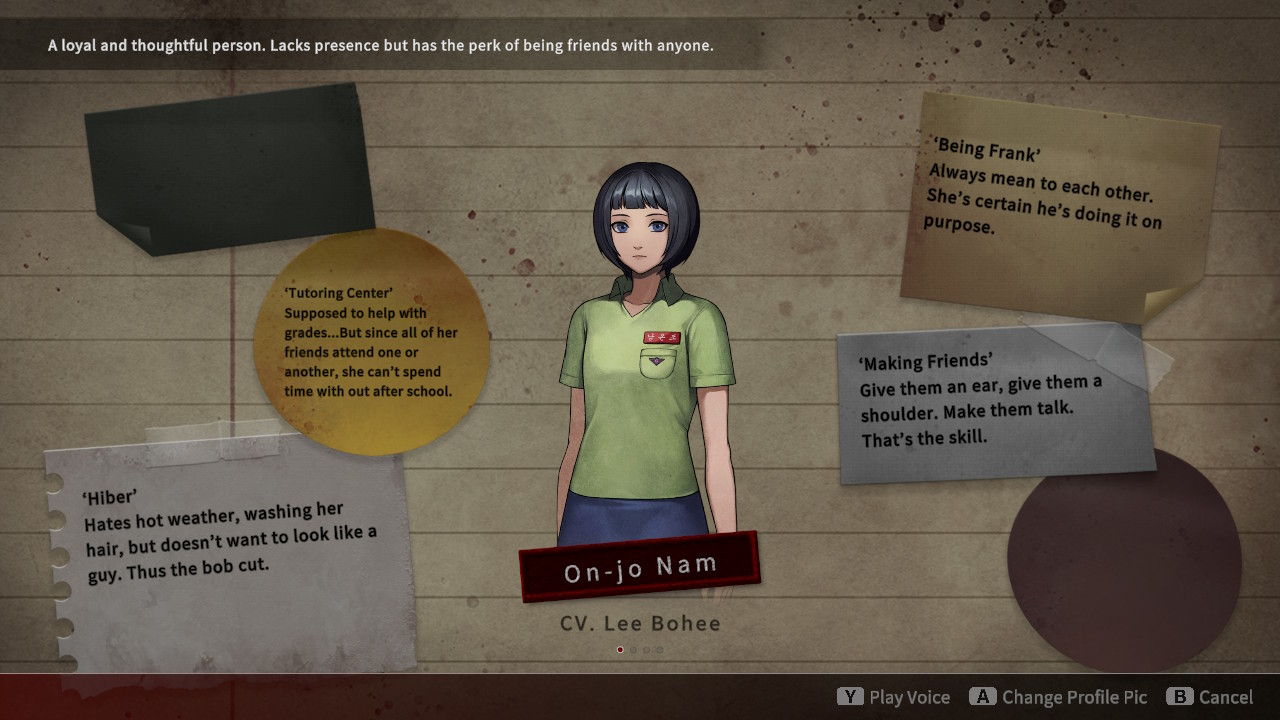 A loyal and thoughtful person. Lacks presence but has the perk of being friends with anyone.
‘Tutoring Center’
Supposed to help with
grades...But since all of her
friends attend one or
another, she can’t spend
time with out after school.
‘Hiber’
Hates hot weather, washing her
hair, but doesn’t want to look like a
guy. Thus the bob cut.
‘Being Frank’
Always mean to each other.
She’s certain he’s doing it on
purpose.
‘Making Friends’
Give them an ear, give them a
shoulder. Make them talk.
That’s the skill.
남온조
On-jo Nam
CV. Lee Bohee
Y Play Voice A Change Profile Pic B Cancel